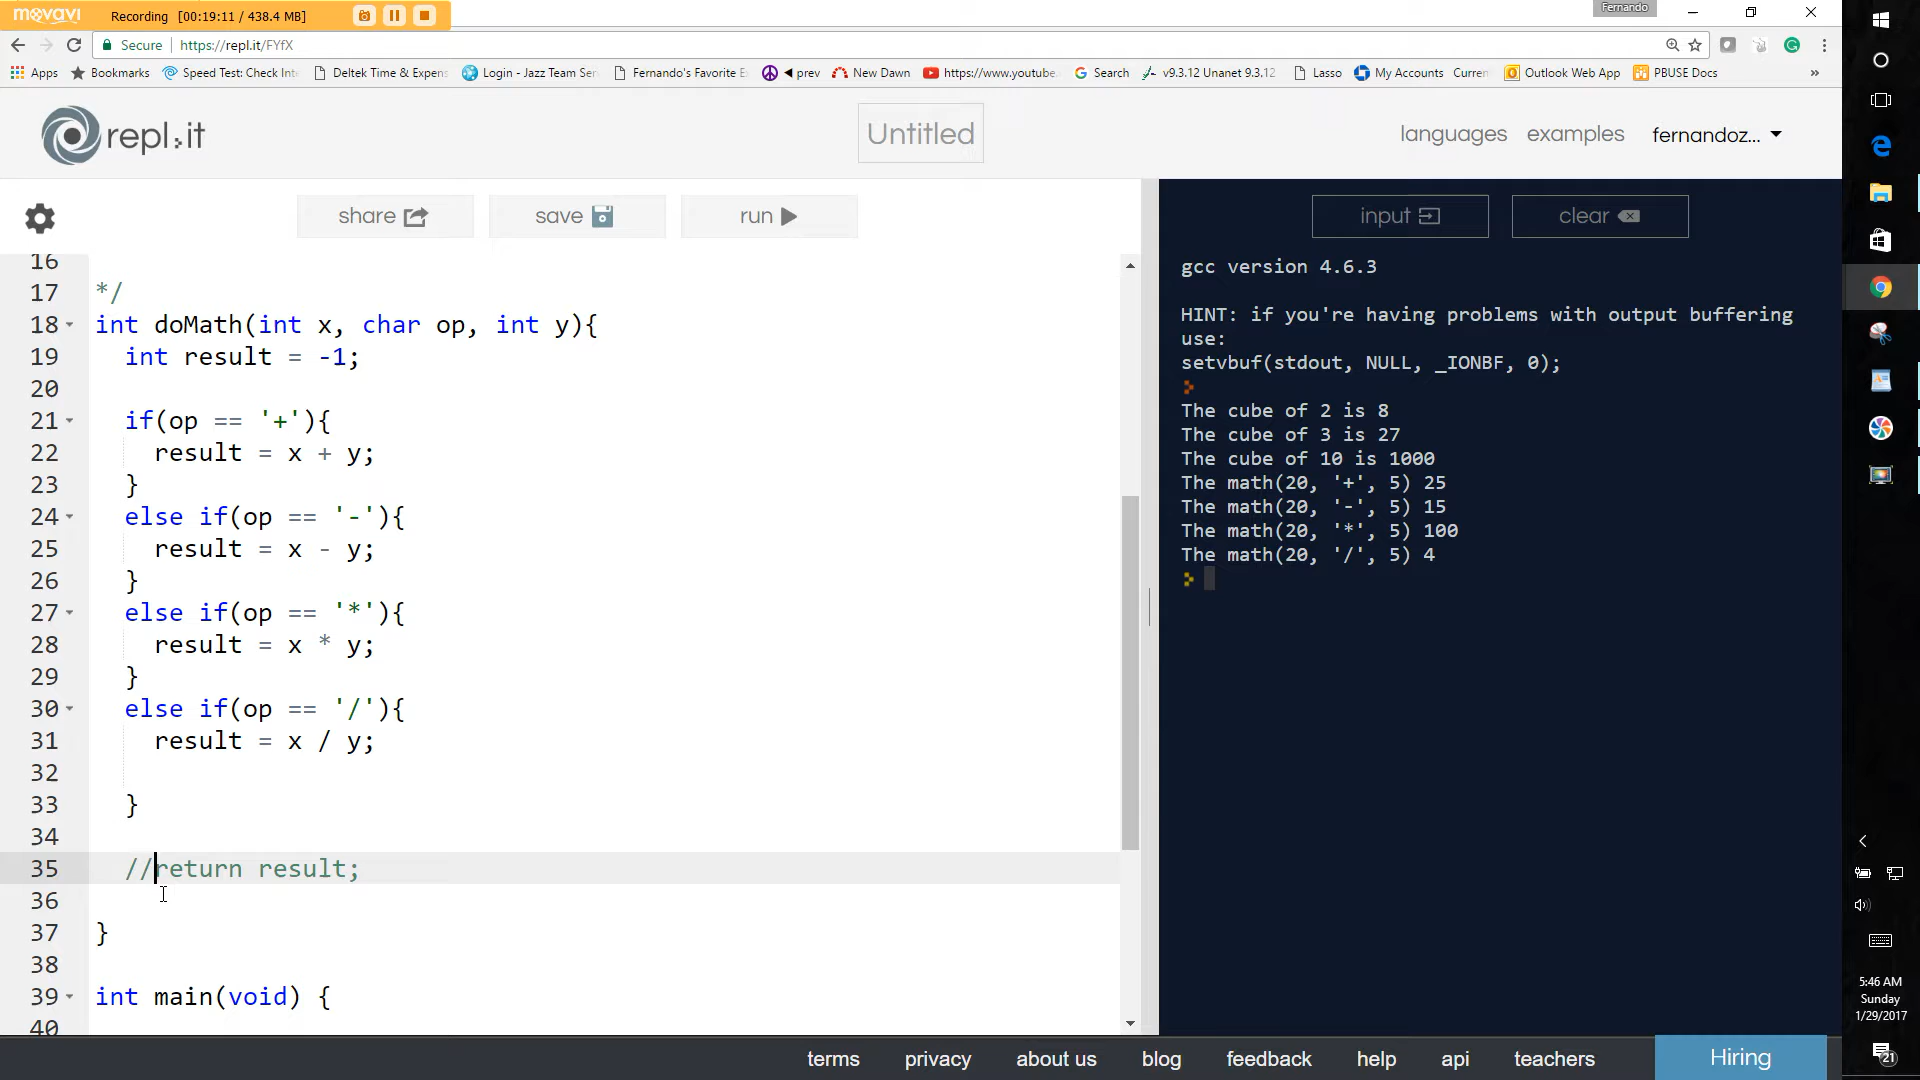 movavi Recording [00:19:11 / 438.4 MB]
Fernando
Secure https://repl.it/FYfX
Apps Bookmarks Speed Test: Check Inte Deltek Time & Expens Login - Jazz Team Ser Fernando's Favorite E prev New Dawn https://www.youtube. Search v9.3.12 Unanet 9.3.12 Lasso My Accounts Curren Outlook Web App PBUSE Docs »
repl.it Untitled languages examples fernandoz...
share save run
input clear
16
17 */
18 int doMath(int x, char op, int y){
19 int result = -1;
20
21 if(op == '+'){
22 result = x + y;
23 }
24 else if(op == '-'){
25 result = x - y;
26 }
27 else if(op == '*'){
28 result = x * y;
29 }
30 else if(op == '/'){
31 result = x / y;
32
33 }
34
35 //return result;
36
37 }
38
39 int main(void) {
40
gcc version 4.6.3
HINT: if you're having problems with output buffering
use:
setvbuf(stdout, NULL, _IONBF, 0);
The cube of 2 is 8
The cube of 3 is 27
The cube of 10 is 1000
The math(20, '+', 5) 25
The math(20, '-', 5) 15
The math(20, '*', 5) 100
The math(20, '/', 5) 4
terms privacy about us blog feedback help api teachers Hiring
5:46 AM
Sunday
1/29/2017
21